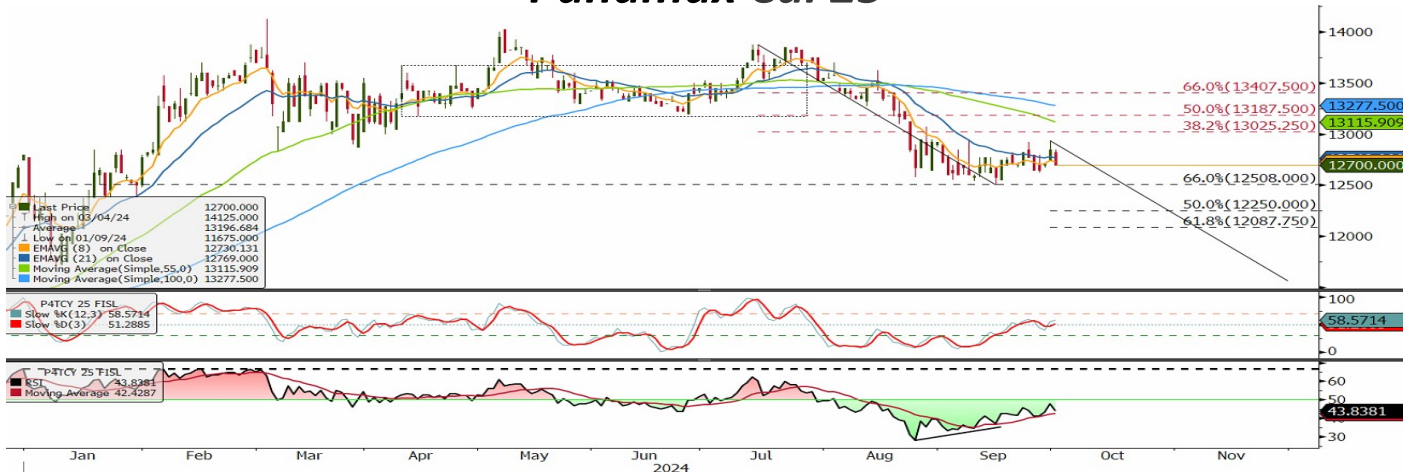 Panamax Cal 25
14000
13500
13000
12500
12000
66.0%(13407.500)
50.0%(13187.500)
38.2%(13025.250)
66.0%(12508.000)
50.0%(12250.000)
61.8%(12087.750)
13277.500
13115.909
12700.000
Last Price 12700.000
High on 03/04/24 14125.000
Average 13196.684
Low on 01/09/24 11675.000
EMAVG (8) on Close 12730.131
EMAVG (21) on Close 12769.000
Moving Average(Simple,55,0) 13115.909
Moving Average(Simple,100,0) 13277.500
P4TCY 25 FISL
Slow %K(12,3) 58.5714
Slow %D(3) 51.2885
100
58.5714
0
P4TCY 25 FISL
RSI 43.8381
Moving Average 42.4287
60
50
43.8381
30
Jan Feb Mar Apr May Jun Jul Aug Sep Oct Nov
2024